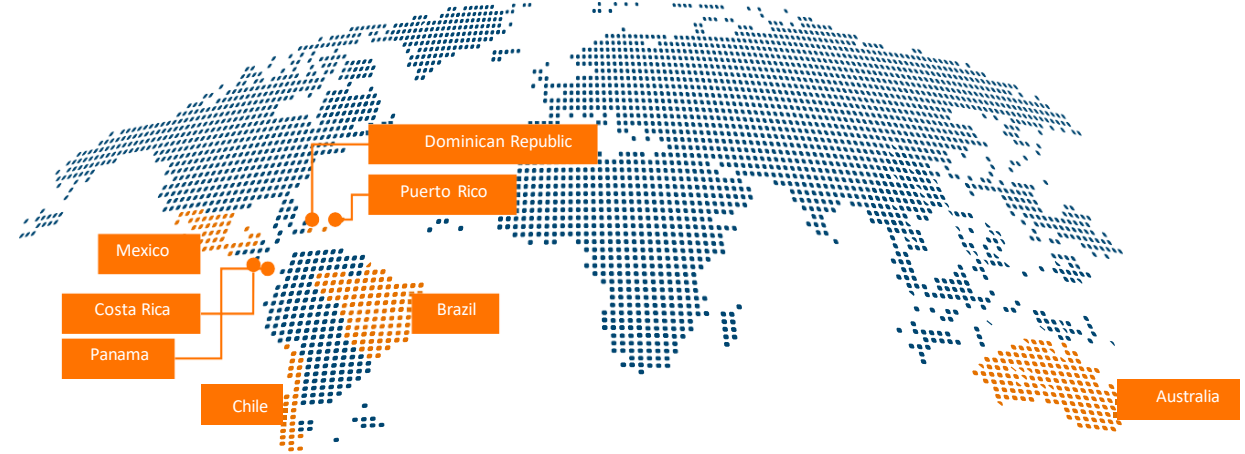 Dominican Republic
Puerto Rico
Mexico
Costa Rica
Brazil
Panama
Chile
Australia